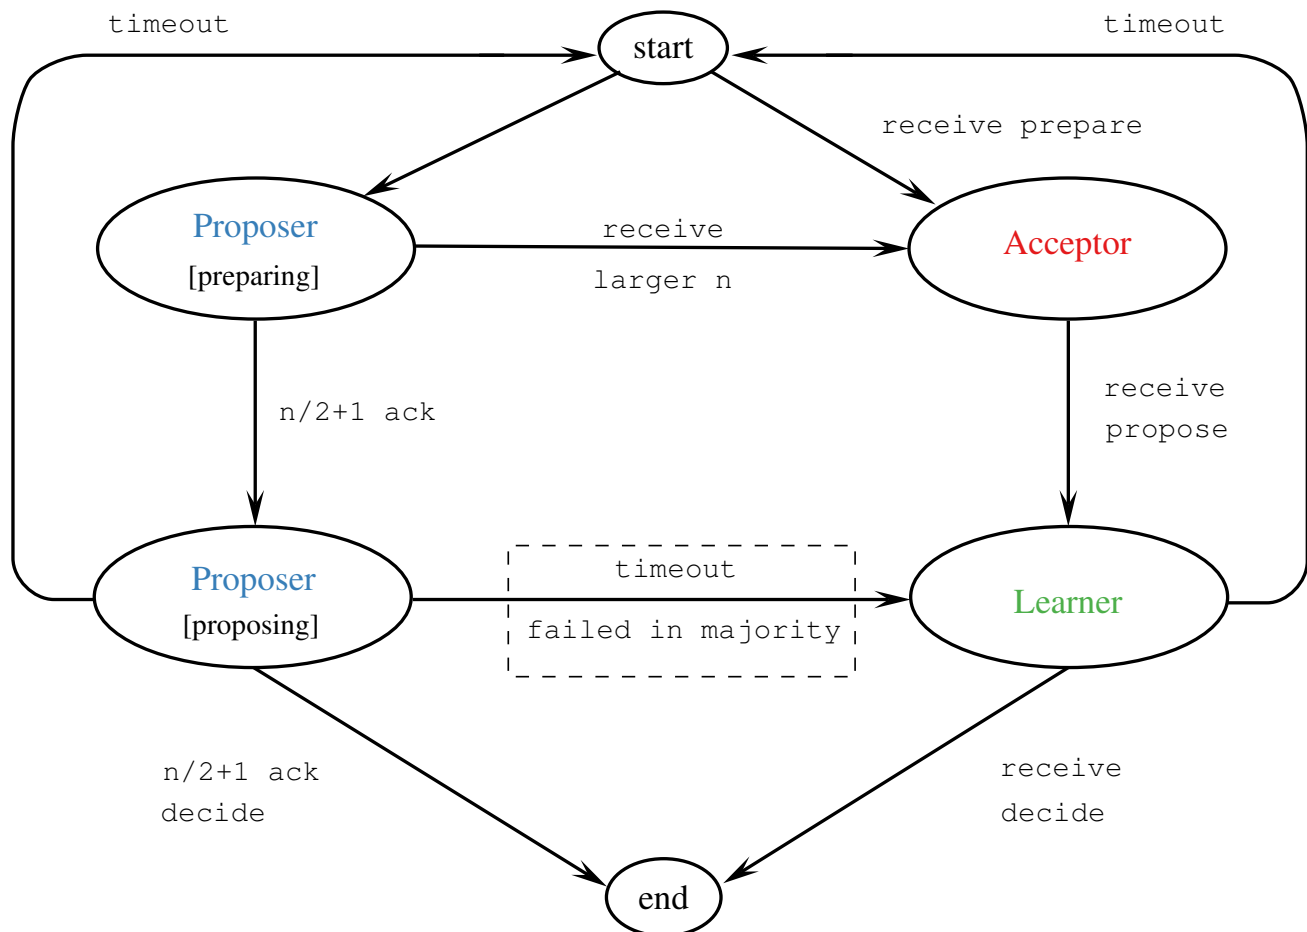 timeout
timeout
start
receive prepare
Proposer
[preparing]
receive
larger n
Acceptor
n/2+1 ack
receive
propose
Proposer
[proposing]
timeout
failed in majority
Learner
n/2+1 ack
decide
receive
decide
end